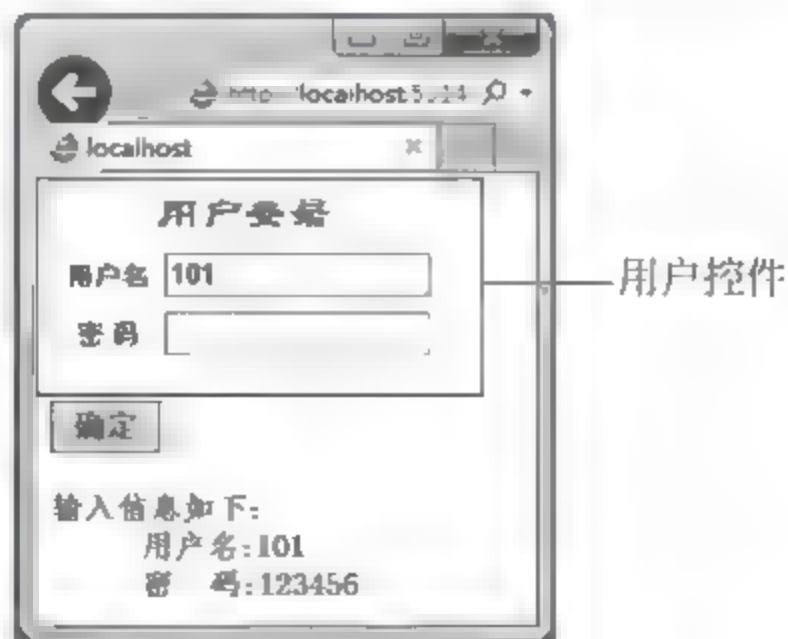 localhost
localhost
用户登录
用户名 101
密 码
用户控件
确定
输入信息如下:
用户名:101
密 码:123456